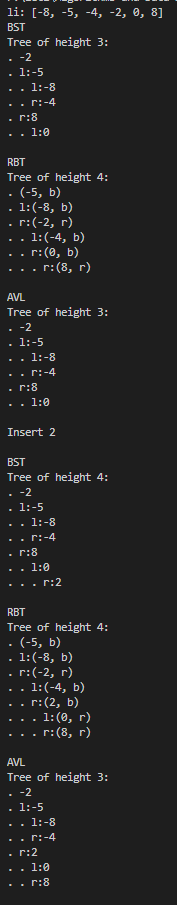 li: [-8, -5, -4, -2, 0, 8]
BST
Tree of height 3:
. -2
. l:-5
. . l:-8
. . r:-4
. r:8
. . l:0
RBT
Tree of height 4:
. (-5, b)
. l:(-8, b)
. r:(-2, r)
. . l:(-4, b)
. . r:(0, b)
. . . r:(8, r)
AVL
Tree of height 3:
. -2
. l:-5
. . l:-8
. . r:-4
. r:8
. . l:0
Insert 2
BST
Tree of height 4:
. -2
. l:-5
. . l:-8
. . r:-4
. r:8
. . l:0
. . . r:2
RBT
Tree of height 4:
. (-5, b)
. l:(-8, b)
. r:(-2, r)
. . l:(-4, b)
. . r:(2, b)
. . . l:(0, r)
. . . r:(8, r)
AVL
Tree of height 3:
. -2
. l:-5
. . l:-8
. . r:-4
. r:2
. . l:0
. . r:8